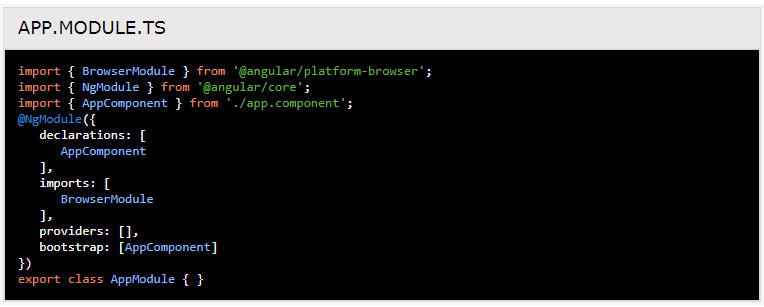 APP.MODULE.TS
import { BrowserModule } from '@angular/platform-browser';
import { NgModule } from '@angular/core';
import { AppComponent } from './app.component';
@NgModule({
   declarations: [
      AppComponent
   ],
   imports: [
      BrowserModule
   ],
   providers: [],
   bootstrap: [AppComponent]
})
export class AppModule { }